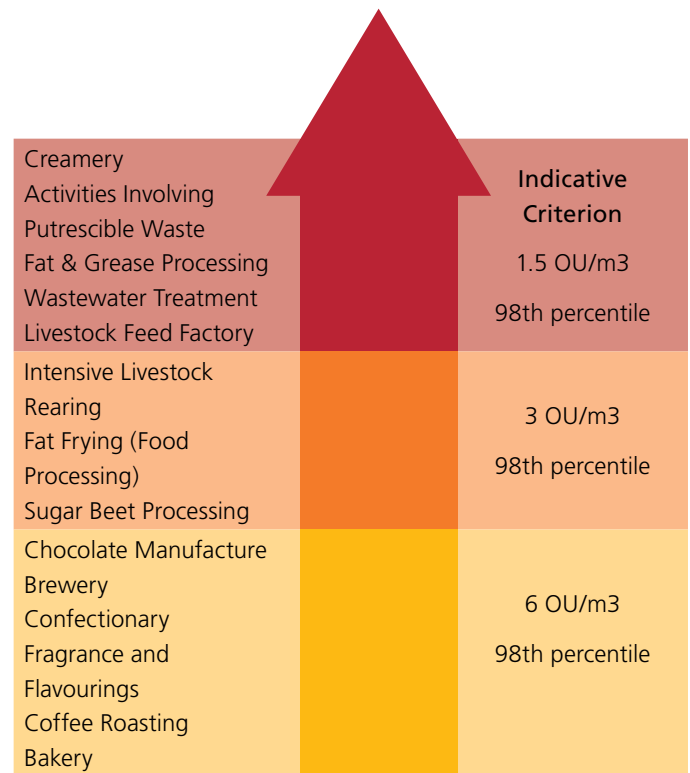 Creamery
Activities Involving
Putrescible Waste
Fat & Grease Processing
Wastewater Treatment
Livestock Feed Factory
Indicative
Criterion
1.5 OU/m3
98th percentile
Intensive Livestock
Rearing
Fat Frying (Food
Processing)
Sugar Beet Processing
3 OU/m3
98th percentile
Chocolate Manufacture
Brewery
Confectionary
Fragrance and
Flavourings
Coffee Roasting
Bakery
6 OU/m3
98th percentile